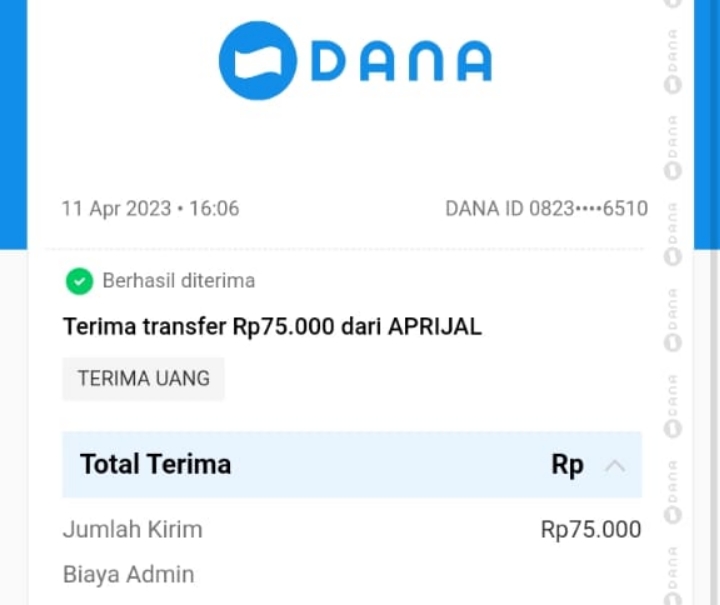 DANA
11 Apr 2023 • 16:06 DANA ID 0823••••6510
Berhasil diterima
Terima transfer Rp75.000 dari APRIJAL
TERIMA UANG
Total Terima Rp
Jumlah Kirim Rp75.000
Biaya Admin
DANA
DANA
DANA
DANA
DANA
DANA
DANA